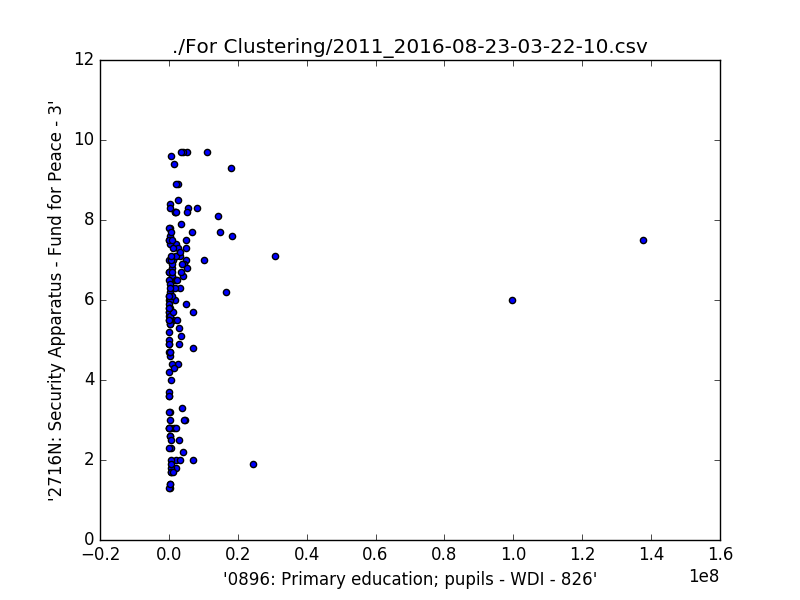 ./For Clustering/2011_2016-08-23-03-22-10.csv
12
10
8
6
4
2
0
'2716N: Security Apparatus - Fund for Peace - 3'
−0.2 0.0 0.2 0.4 0.6 0.8 1.0 1.2 1.4 1.6
1e8
'0896: Primary education; pupils - WDI - 826'